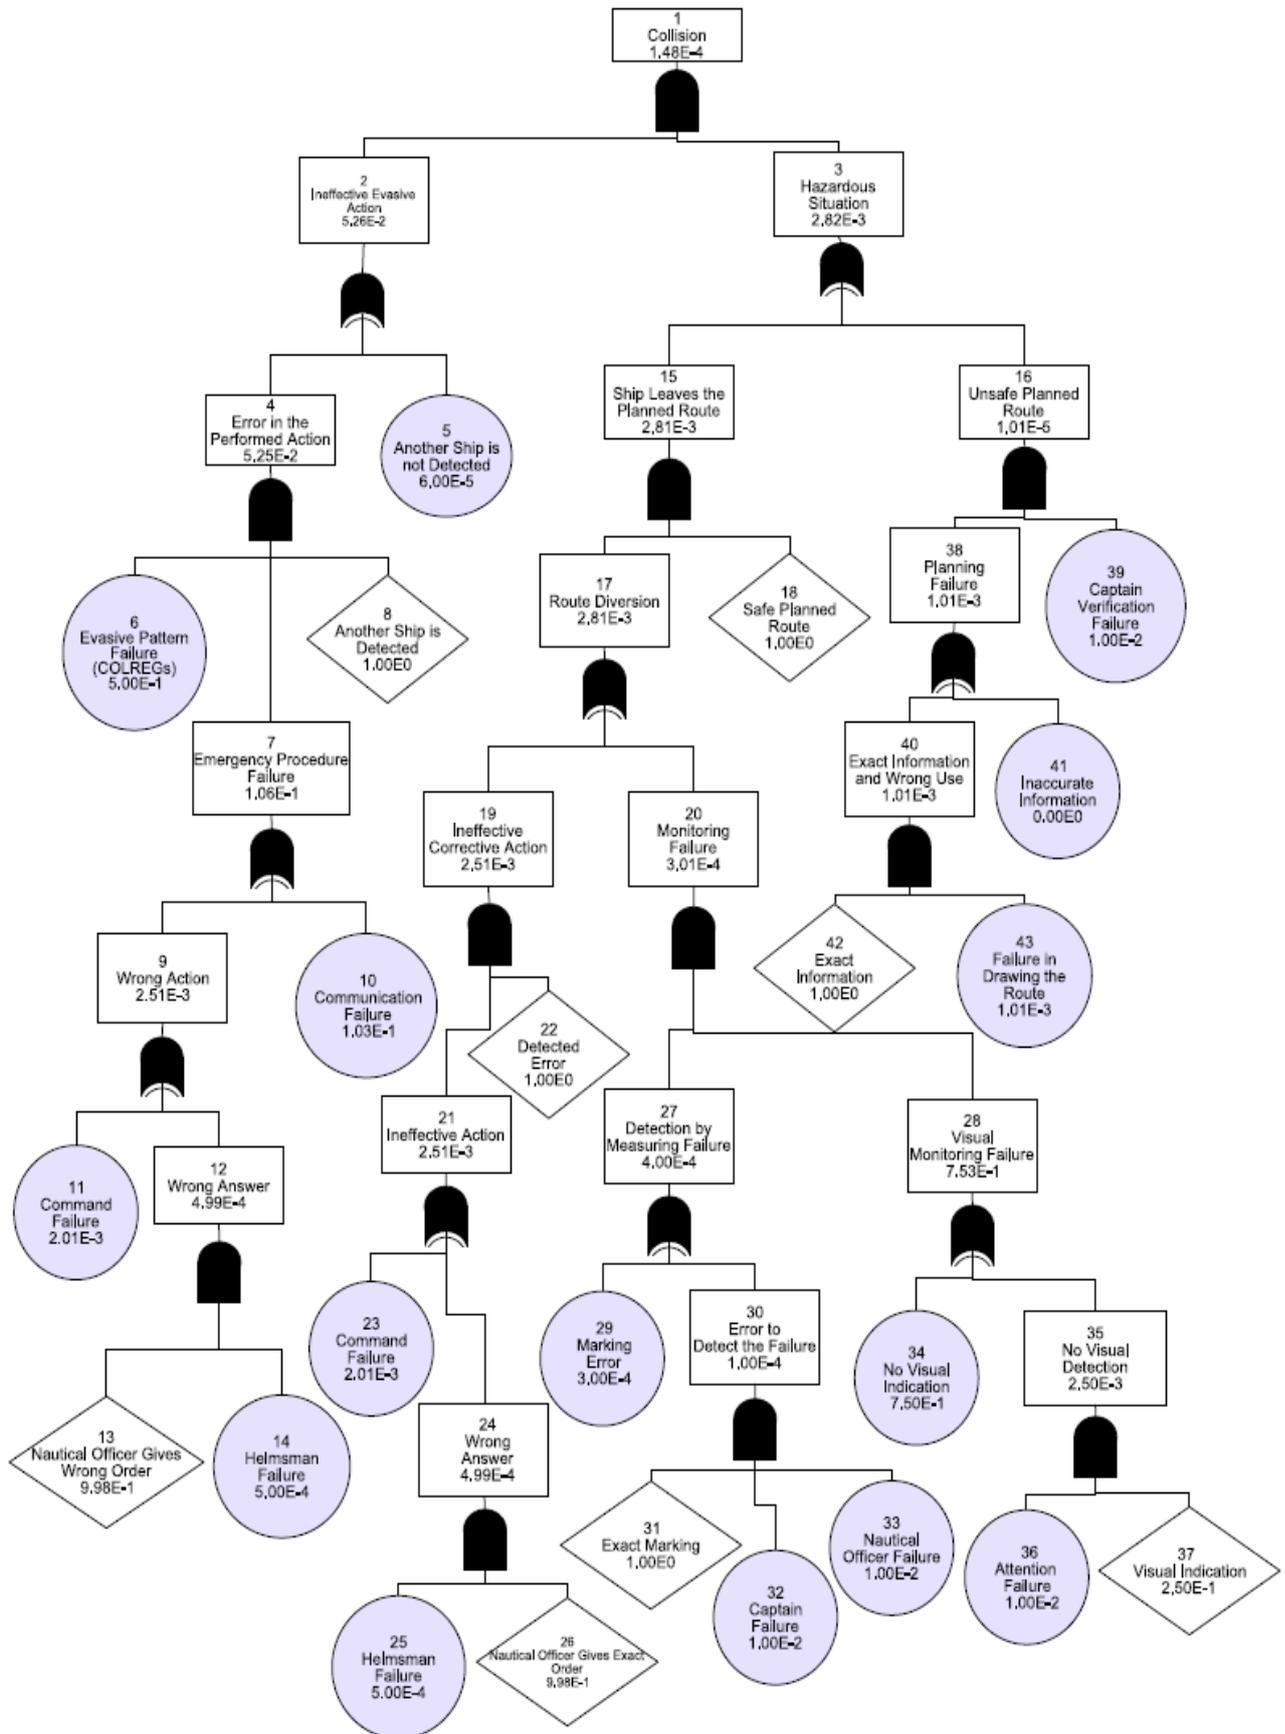 1
Collision
1,48E-4
2
Ineffective Evasive
Action
5,26E-2
3
Hazardous
Situation
2,82E-3
4
Error in the
Performed Action
5,25E-2
5
Another Ship is
not Detected
6,00E-5
15
Ship Leaves the
Planned Route
2,81E-3
16
Unsafe Planned
Route
1,01E-5
6
Evasive Pattern
Failure
(COLREGs)
5.00E-1
8
Another Ship is
Detected
1.00E0
17
Route Diversion
2,81E-3
18
Safe Planned
Route
1,00E0
38
Planning
Failure
1,01E-3
39
Captain
Verification
Failure
1.00E-2
7
Emergency Procedure
Failure
1,06E-1
40
Exact Information
and Wrong Use
1,01E-3
41
Inaccurate
Information
0.00E0
19
Ineffective
Corrective Action
2,51E-3
20
Monitoring
Failure
3,01E-4
9
Wrong Action
2.51E-3
10
Communication
Failure
1.03E-1
22
Detected
Error
1,00E0
42
Exact
Information
1,00E0
43
Failure in
Drawing the
Route
1,01E-3
21
Ineffective Action
2.51E-3
27
Detection by
Measuring Failure
4.00E-4
28
Visual
Monitoring Failure
7.53E-1
11
Command
Failure
2.01E-3
12
Wrong Answer
4.99E-4
23
Command
Failure
2.01E-3
29
Marking
Error
3,00E-4
30
Error to
Detect the Failure
1,00E-4
34
No Visual
Indication
7.50E-1
35
No Visual
Detection
2,50E-3
13
Nautical Officer Gives
Wrong Order
9.98E-1
14
Helmsman
Failure
5,00E-4
24
Wrong
Answer
4.99E-4
31
Exact Marking
1,00E0
32
Captain
Failure
1,00E-2
33
Nautical
Officer Failure
1.00E-2
36
Attention
Failure
1.00E-2
37
Visual Indication
2,50E-1
25
Helmsman
Failure
5.00E-4
26
Nautical Officer Gives Exact
Order
9,98E-1